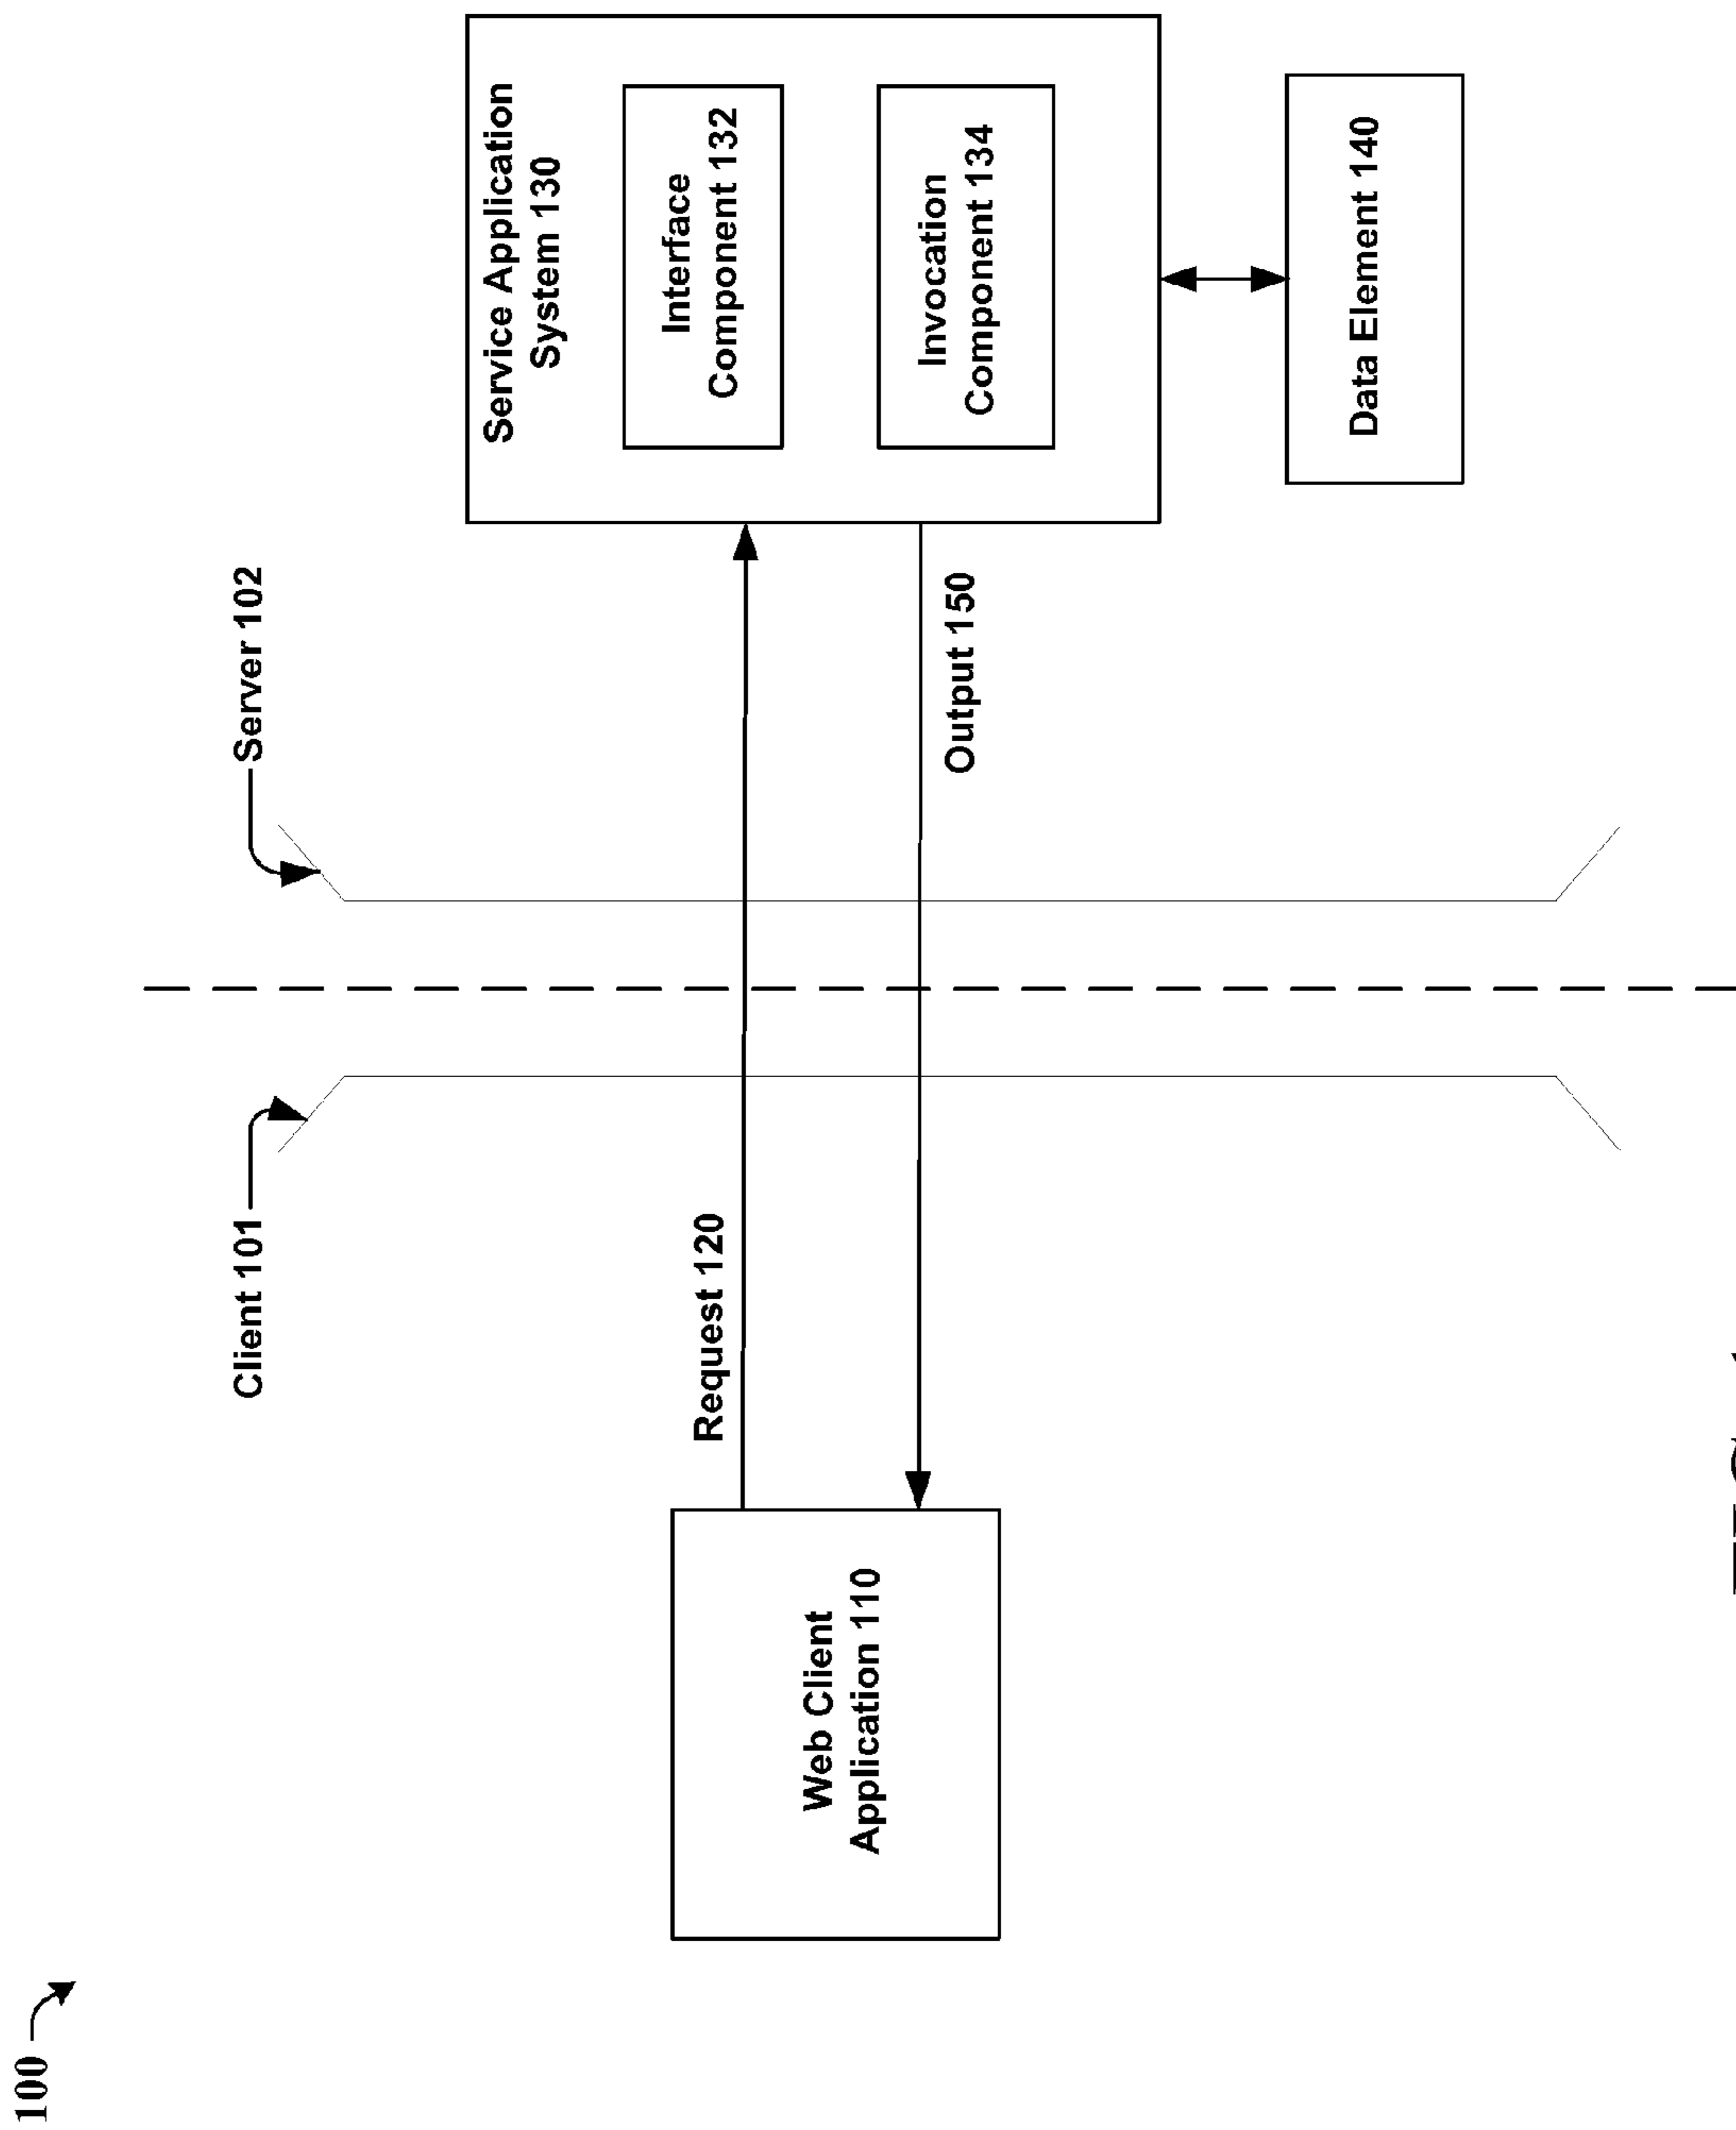 100
Client 101
Server 102
Service Application
System 130
Request 120
Interface
Component 132
Web Client
Application 110
Invocation
Component 134
Output 150
Data Element 140